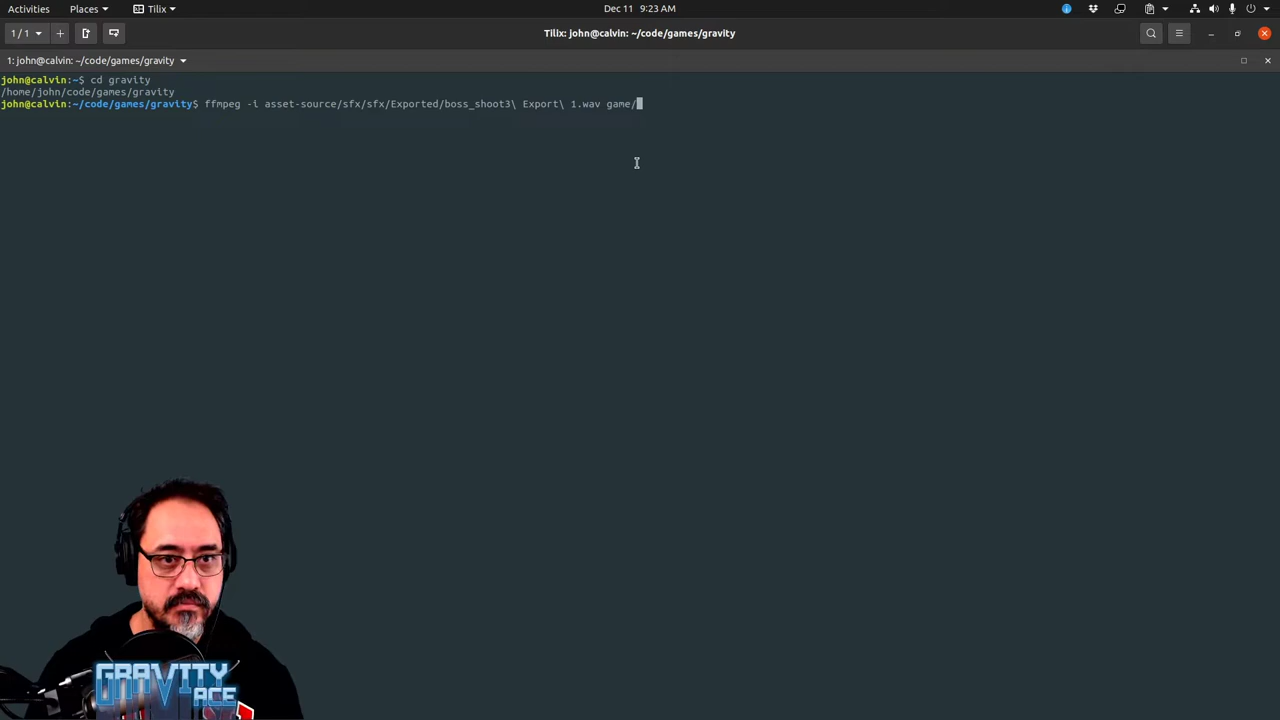 Activities Places Tilix Dec 11 9:23 AM
1 / 1 Tilix: john@calvin: ~/code/games/gravity
1: john@calvin: ~/code/games/gravity
john@calvin:~$ cd gravity
/home/john/code/games/gravity
john@calvin:~/code/games/gravity$ ffmpeg -i asset-source/sfx/sfx/Exported/boss_shoot3\ Export\ 1.wav game/
GRAVITY
ACE